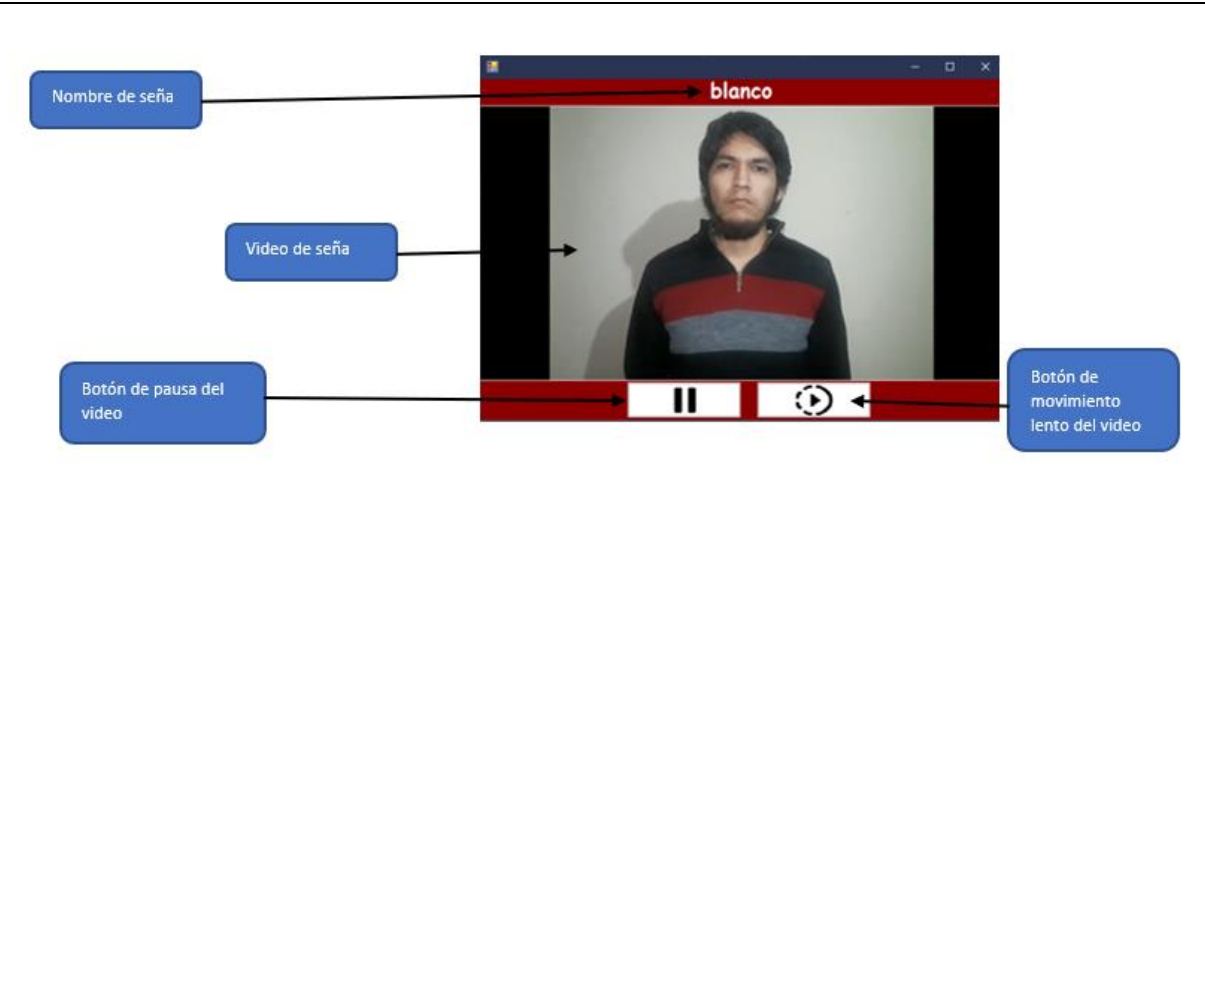 Nombre de seña
blanco
Video de seña
Botón de pausa del
video
Botón de
movimiento
lento del video